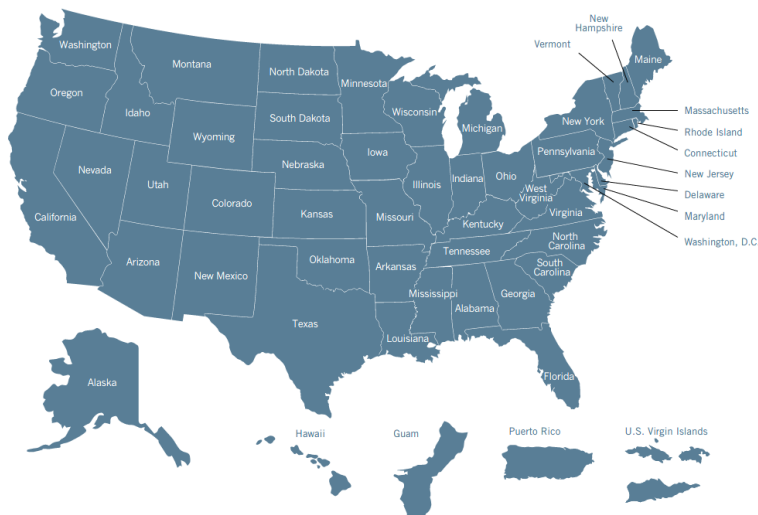 New
Hampshire
Vermont
Washington
Maine
Montana
North Dakota
Minnesota
Oregon
Idaho
South Dakota
Wisconsin
Michigan
New York
Massachusetts
Rhode Island
Connecticut
Wyoming
Iowa
Pennsylvania
Nebraska
Nevada
Utah
Illinois
Indiana
Ohio
New Jersey
Delaware
Maryland
Washington, D.C
West
Virginia
Virginia
Colorado
Kansas
Missouri
Kentucky
California
North
Carolina
Tennessee
Arizona
New Mexico
Oklahoma
Arkansas
South
Carolina
Mississippi
Alabama
Georgia
Texas
Louisiana
Florida
Alaska
Hawaii
Guam
Puerto Rico
U.S. Virgin Islands